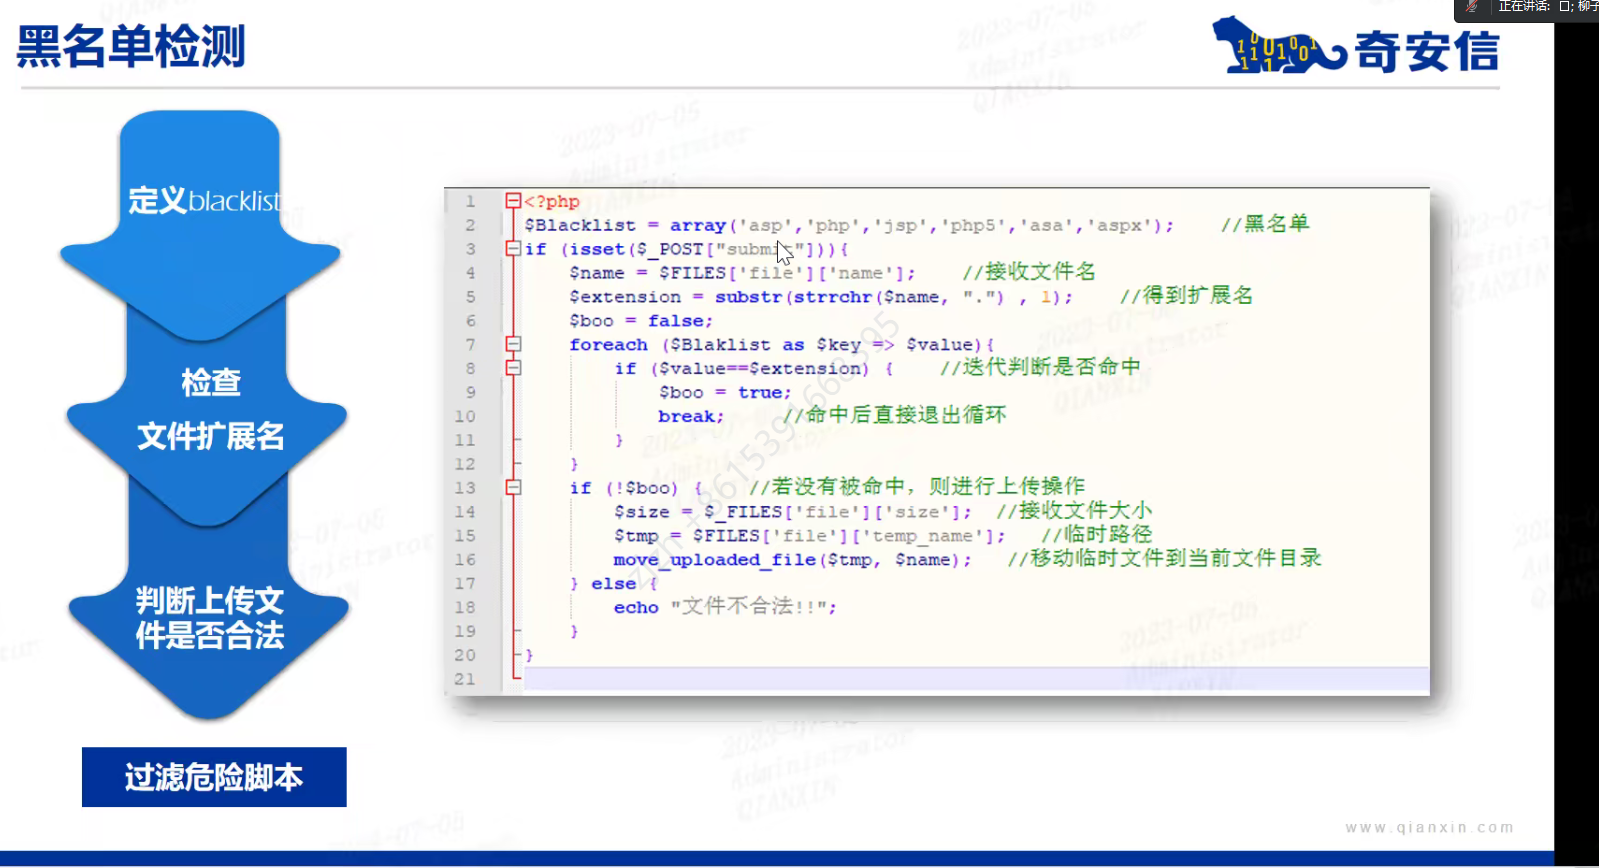 正在讲话: 口; 柳子
黑名单检测
奇安信
定义blacklist
检查
文件扩展名
判断上传文
件是否合法
过滤危险脚本
1 <?php
2 $Blacklist = array('asp','php','jsp','php5','asa','aspx');    //黑名单
3 if (isset($_POST["submit"])){
4     $name = $FILES['file']['name'];    //接收文件名
5     $extension = substr(strrchr($name, ".") , 1);    //得到扩展名
6     $boo = false;
7     foreach ($Blaklist as $key => $value){
8         if ($value==$extension) {    //迭代判断是否命中
9             $boo = true;
10             break;    //命中后直接退出循环
11         }
12     }
13     if (!$boo) {    //若没有被命中，则进行上传操作
14         $size = $_FILES['file']['size'];  //接收文件大小
15         $tmp = $FILES['file']['temp_name'];   //临时路径
16         move_uploaded_file($tmp, $name);   //移动临时文件到当前文件目录
17     } else {
18         echo "文件不合法!!";
19     }
20 }
21
zjzh +8615391668395
www.qianxin.com
2023-07-05
Administrator
QIANXIN